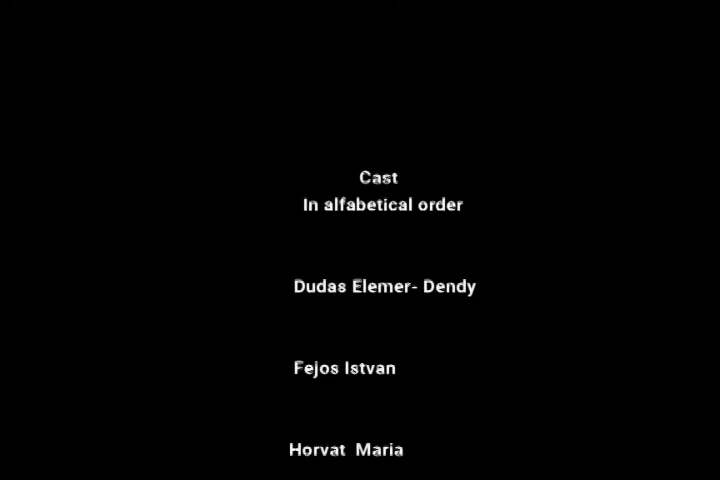 Cast
In alfabetical order
Dudas Elemer- Dendy
Fejos Istvan
Horvat  Maria